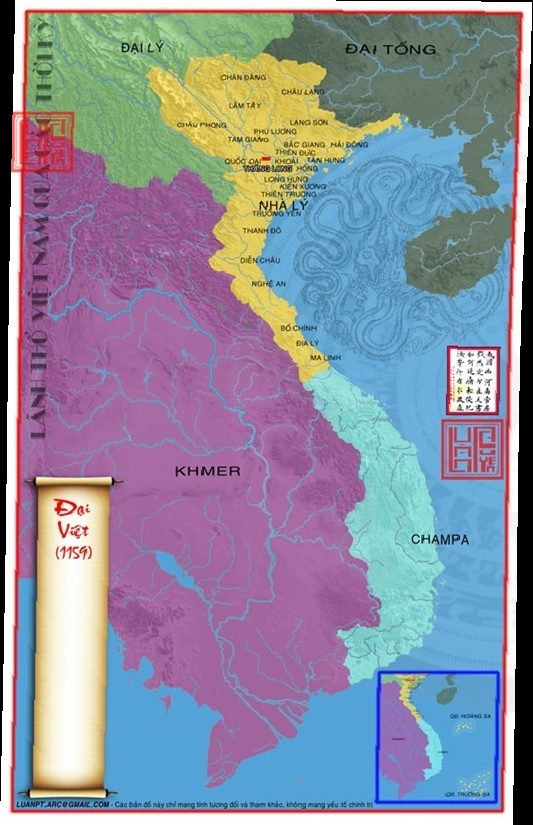 LÃNH THỔ VIỆT NAM QUA CÁC THỜI KỲ
ĐẠI LÝ
ĐẠI TỐNG
CHÂN ĐĂNG
CHÂU LẠNG
LÂM TÂY
CHÂU PHONG
LẠNG SƠN
PHÚ LƯƠNG
TAM GIANG
BẮC GIANG
HẢI ĐÔNG
THIÊN ĐỨC
QUỐC OAI
KHOÁI
TÂN HƯNG
THĂNG LONG
HỒNG
LONG HƯNG
KIẾN XƯƠNG
THIÊN TRƯỜNG
NHÀ LÝ
TRƯỜNG YÊN
THANH ĐÔ
DIỄN CHÂU
NGHỆ AN
BỐ CHÍNH
ĐỊA LÝ
MA LINH
KHMER
CHAMPA
Đại
Việt
(1159)
QĐ. HOÀNG SA
QĐ. TRƯỜNG SA
LUANPT.ARC@GMAIL.COM - Các bản đồ này chỉ mang tính tương đối và tham khảo, không mang yếu tố chính trị